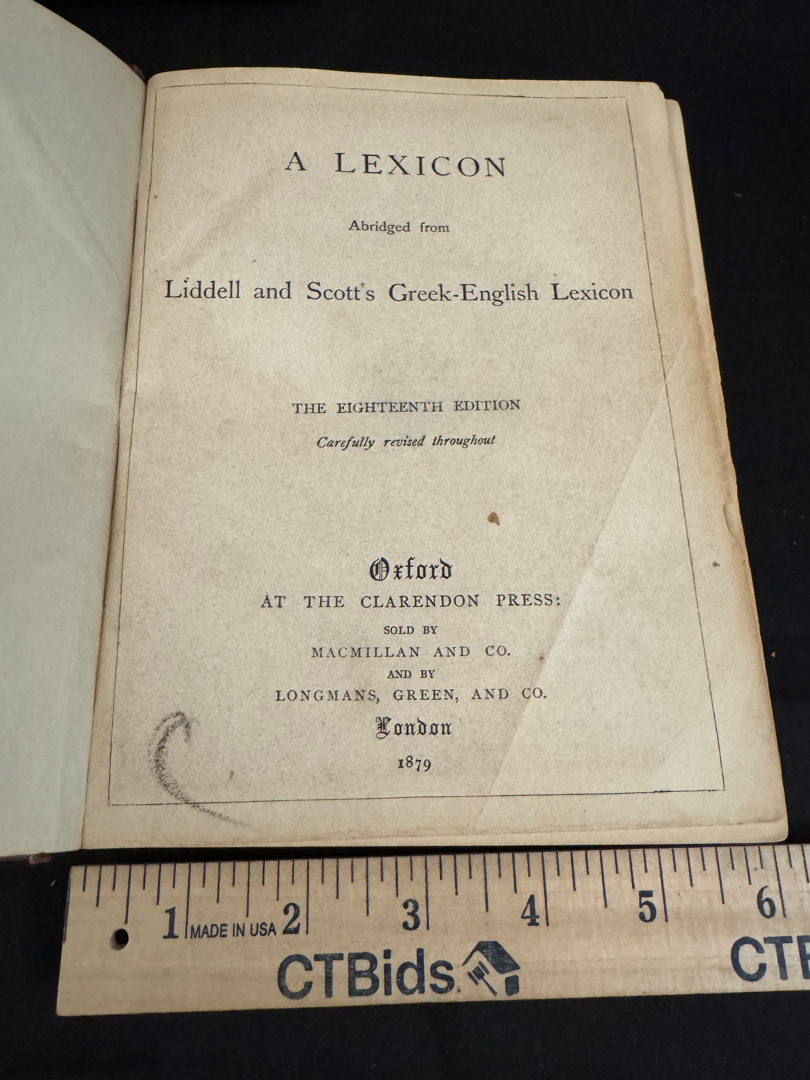 A LEXICON
Abridged from
Liddell and Scott's Greek-English Lexicon
THE EIGHTEENTH EDITION
Carefully revised throughout
Oxford
AT THE CLARENDON PRESS:
SOLD BY
MACMILLAN AND CO.
AND BY
LONGMANS, GREEN, AND CO.
London
1879
1 MADE IN USA 2 3 4 5 6
CTBids